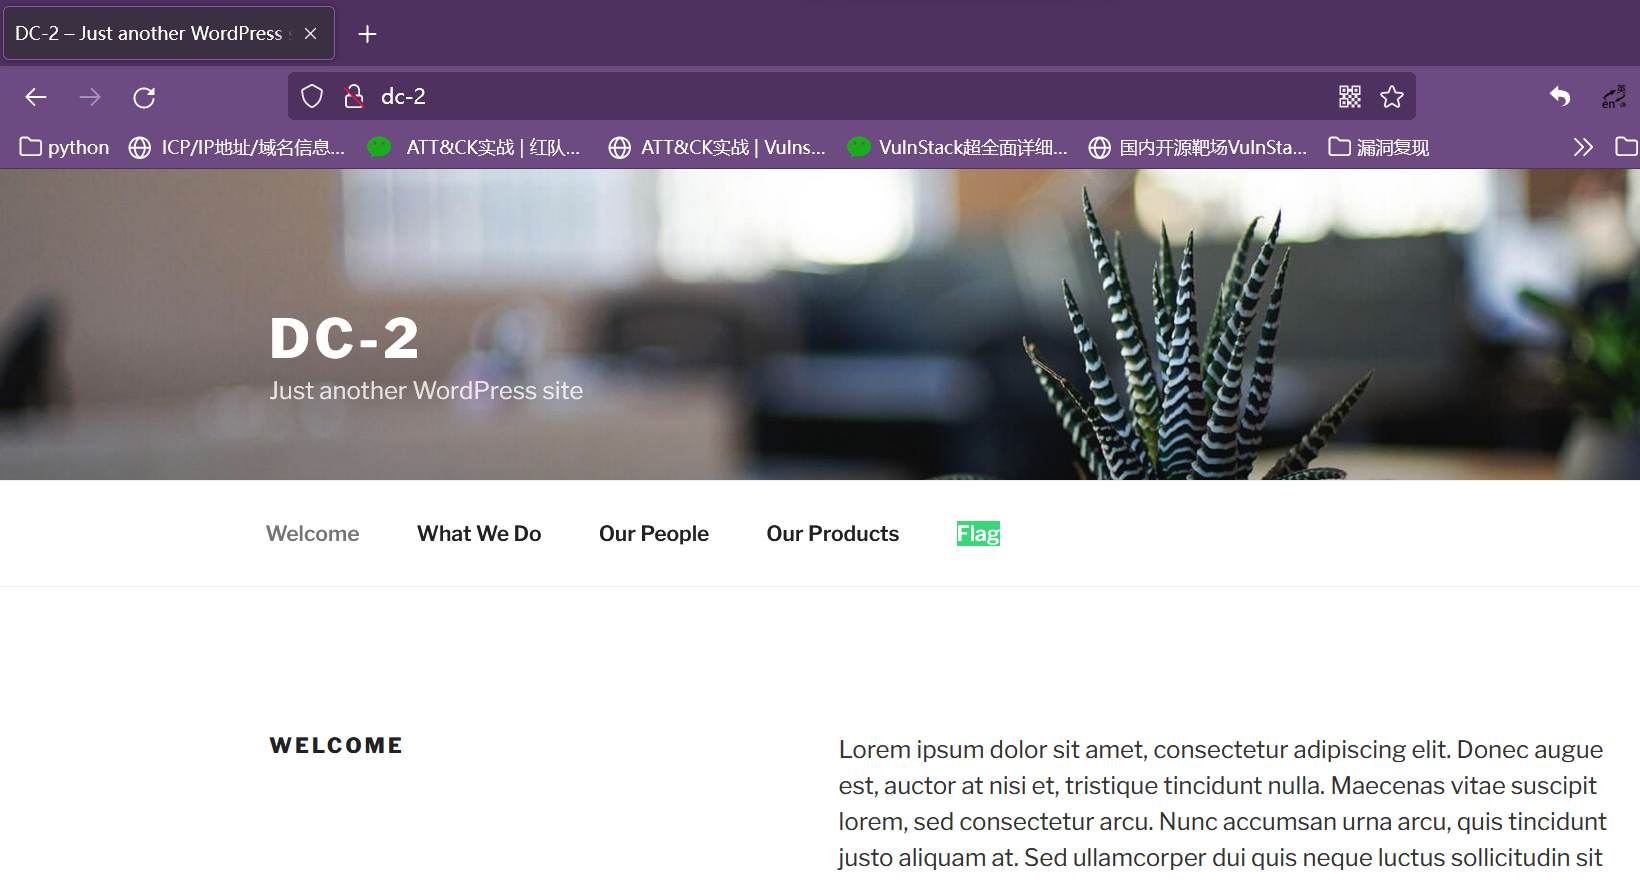 DC-2 – Just another WordPress
dc-2
python
ICP/IP地址/域名信息...
ATT&CK实战 | 红队...
ATT&CK实战 | Vulns...
VulnStack超全面详细...
国内开源靶场VulnSta...
漏洞复现
DC-2
Just another WordPress site
Welcome
What We Do
Our People
Our Products
Flag
WELCOME
Lorem ipsum dolor sit amet, consectetur adipiscing elit. Donec augue
est, auctor at nisi et, tristique tincidunt nulla. Maecenas vitae suscipit
lorem, sed consectetur arcu. Nunc accumsan urna arcu, quis tincidunt
justo aliquam at. Sed ullamcorper dui quis neque luctus sollicitudin sit